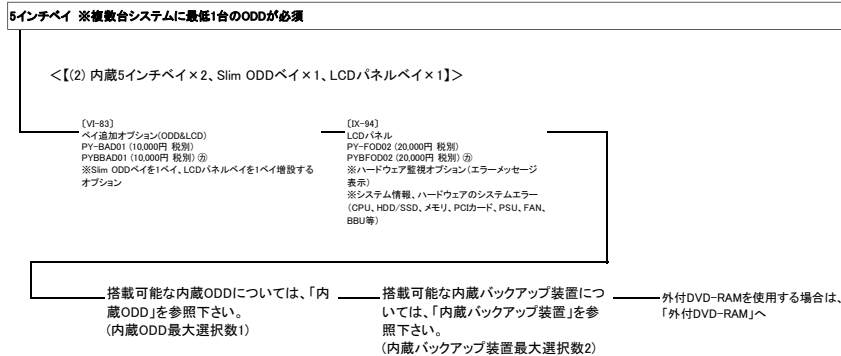 5インチベイ ※複数台システムに最低1台のODDが必須
<【(2) 内蔵5インチベイ×2、Slim ODDベイ×1、LCDパネルベイ×1】>
〔VI-83〕
ベイ追加オプション(ODD&LCD)
PY-BAD01 (10,000円 税別)
PYBBAD01 (10,000円 税別) ㋕
※Slim ODDベイを1ベイ、LCDパネルベイを1ベイ増設する
オプション
〔IX-94〕
LCDパネル
PY-FOD02 (20,000円 税別)
PYBFOD02 (20,000円 税別) ㋕
※ハードウェア監視オプション(エラーメッセージ
表示)
※システム情報、ハードウェアのシステムエラー
(CPU、HDD/SSD、メモリ、PCIカード、PSU、FAN、
BBU等)
搭載可能な内蔵ODDについては、「内
蔵ODD」を参照下さい。
(内蔵ODD最大選択数1)
搭載可能な内蔵バックアップ装置につ
いては、「内蔵バックアップ装置」を参
照下さい。
(内蔵バックアップ装置最大選択数2)
外付DVD-RAMを使用する場合は、
「外付DVD-RAM」へ